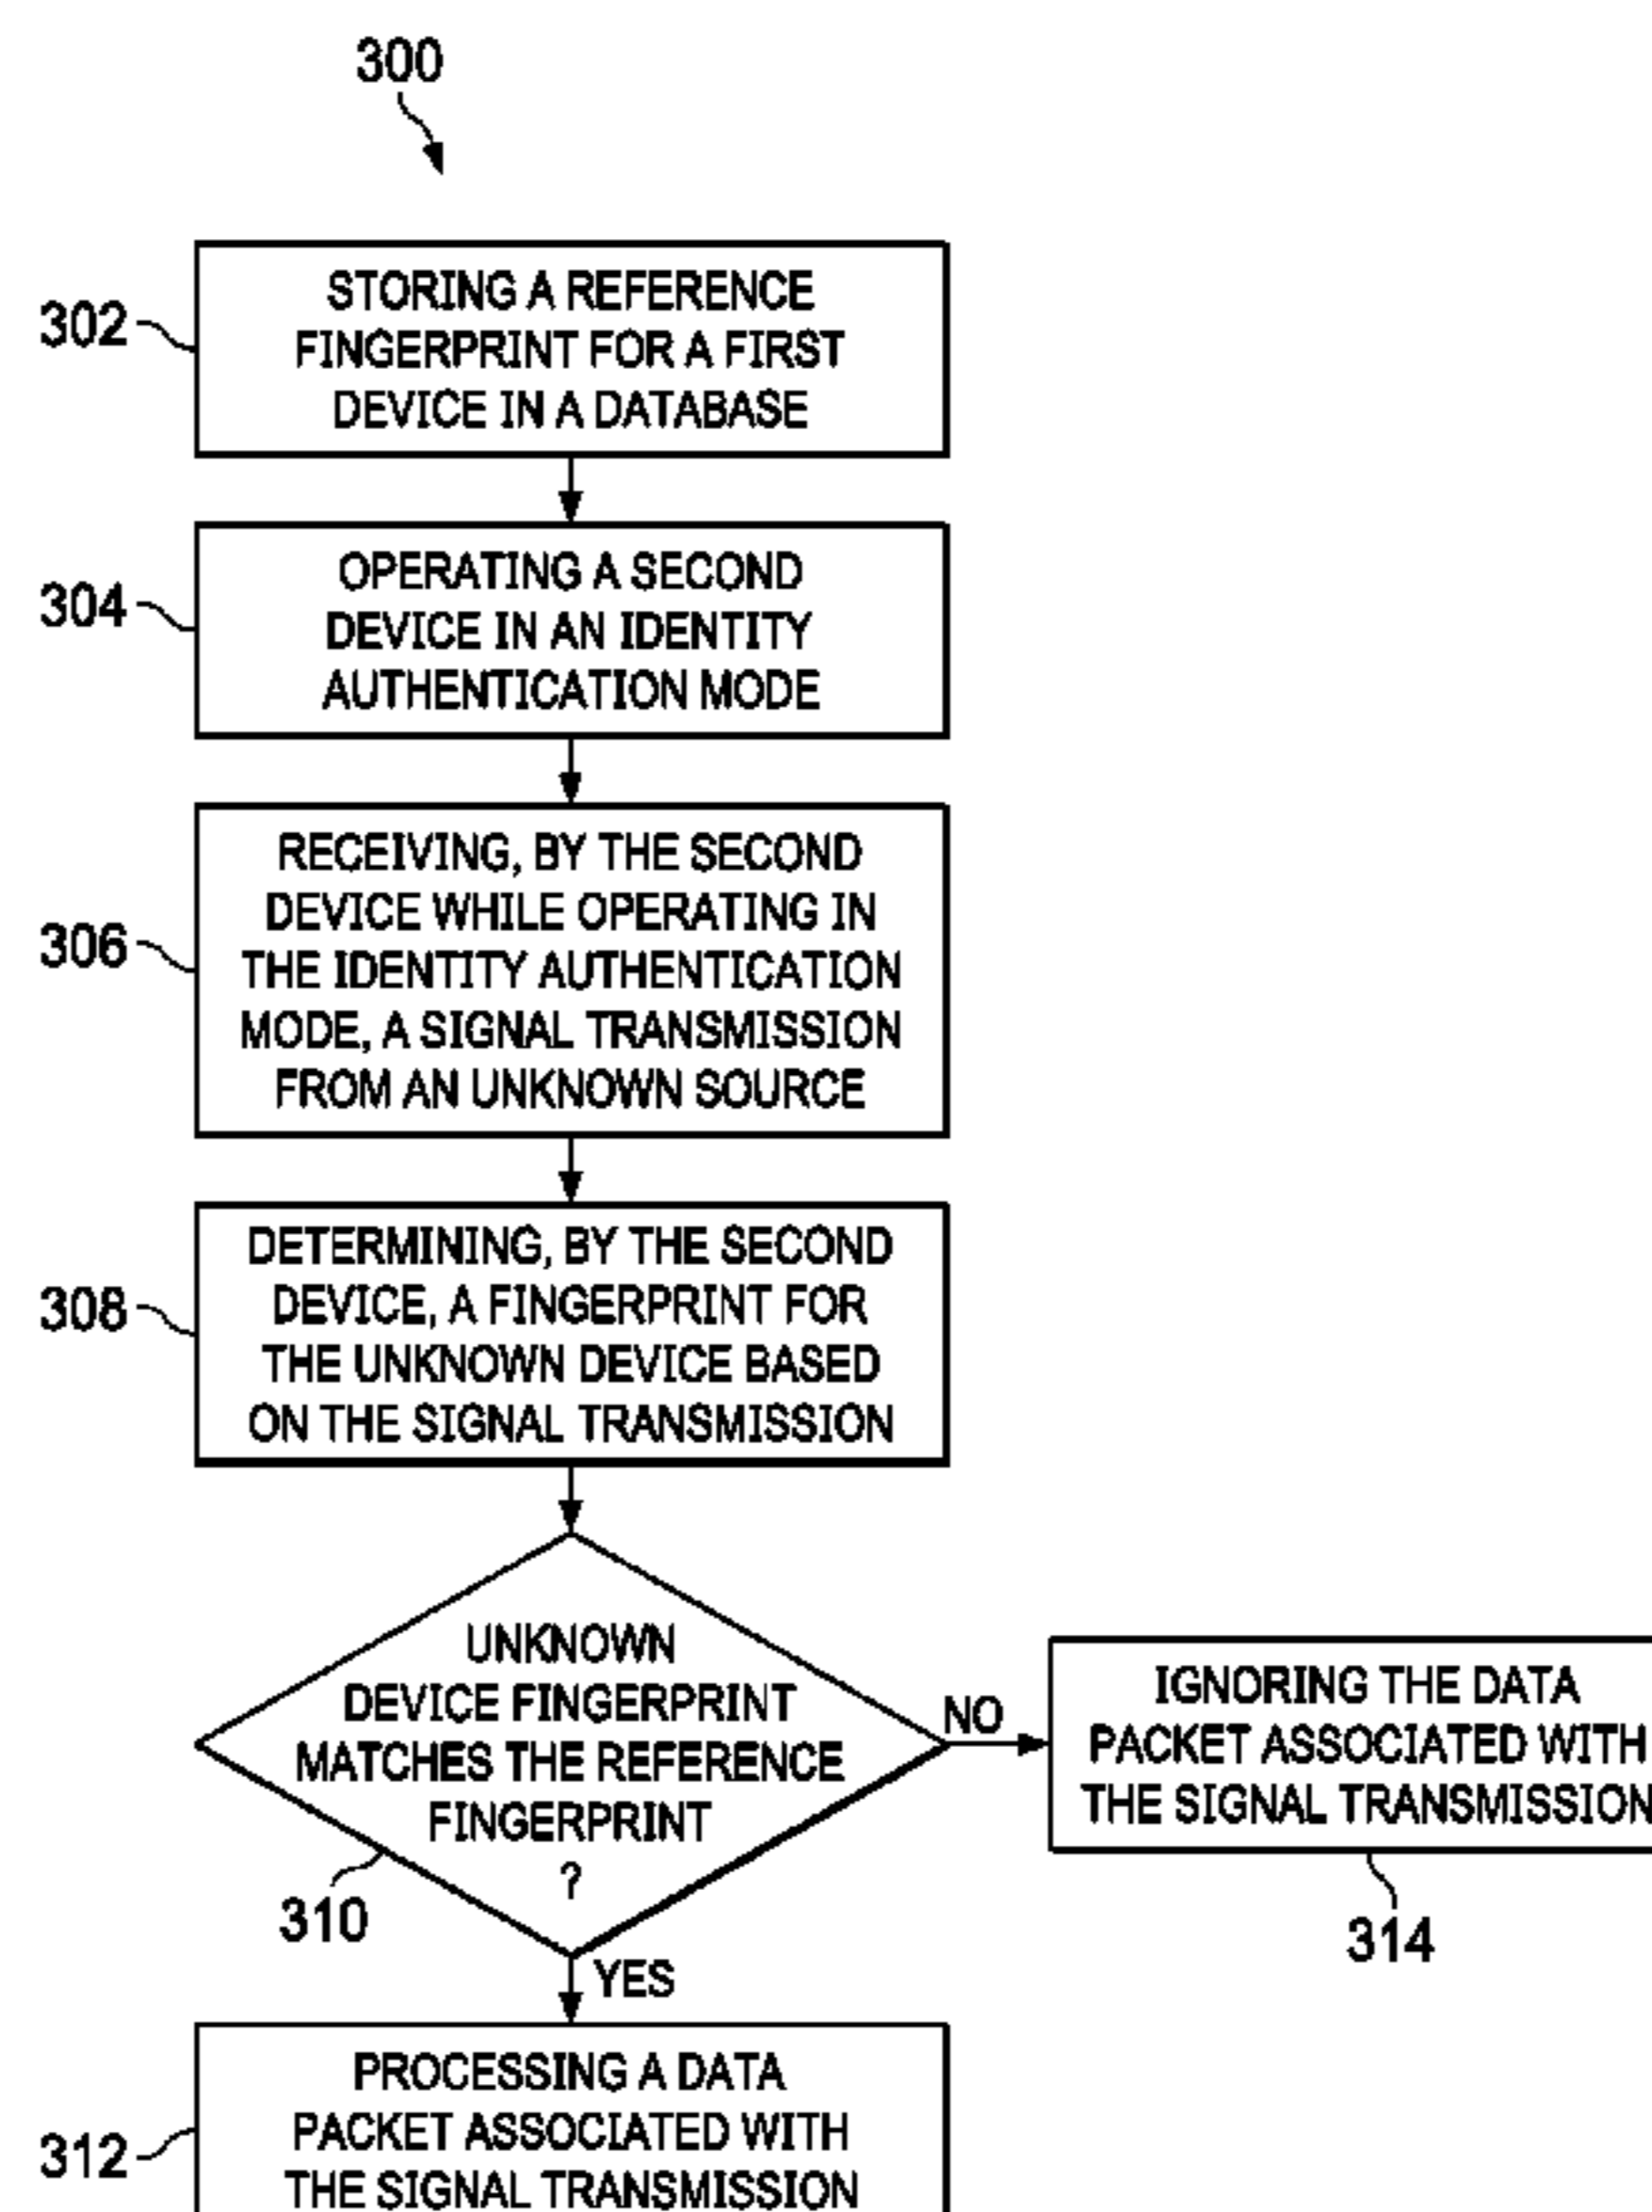 300
302
STORING A REFERENCE
FINGERPRINT FOR A FIRST
DEVICE IN A DATABASE
304
OPERATING A SECOND
DEVICE IN AN IDENTITY
AUTHENTICATION MODE
306
RECEIVING, BY THE SECOND
DEVICE WHILE OPERATING IN
THE IDENTITY AUTHENTICATION
MODE, A SIGNAL TRANSMISSION
FROM AN UNKNOWN SOURCE
308
DETERMINING, BY THE SECOND
DEVICE, A FINGERPRINT FOR
THE UNKNOWN DEVICE BASED
ON THE SIGNAL TRANSMISSION
UNKNOWN
DEVICE FINGERPRINT
MATCHES THE REFERENCE
FINGERPRINT
?
310
NO
IGNORING THE DATA
PACKET ASSOCIATED WITH
THE SIGNAL TRANSMISSION
314
YES
312
PROCESSING A DATA
PACKET ASSOCIATED WITH
THE SIGNAL TRANSMISSION